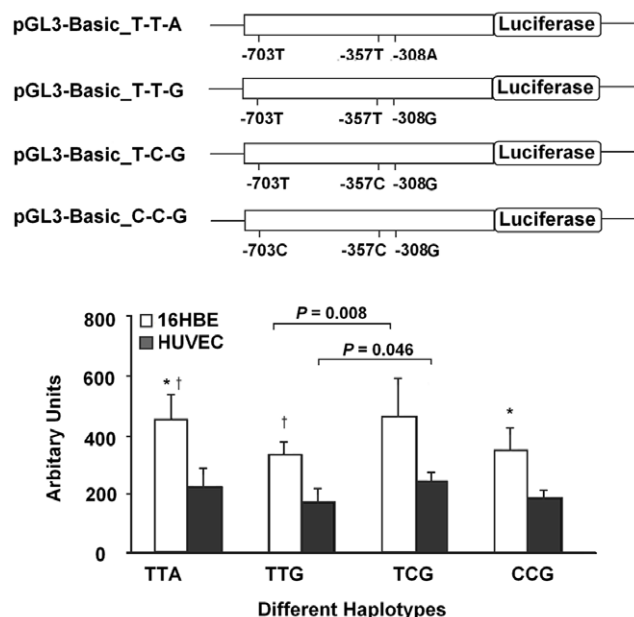 pGL3-Basic_T-T-A
Luciferase
-703T -357T -308A
pGL3-Basic_T-T-G
Luciferase
-703T -357T -308G
pGL3-Basic_T-C-G
Luciferase
-703T -357C -308G
pGL3-Basic_C-C-G
Luciferase
-703C -357C -308G
800
600
400
200
0
Arbitary Units
16HBE
HUVEC
P = 0.008
P = 0.046
* †
†
*
TTA TTG TCG CCG
Different Haplotypes